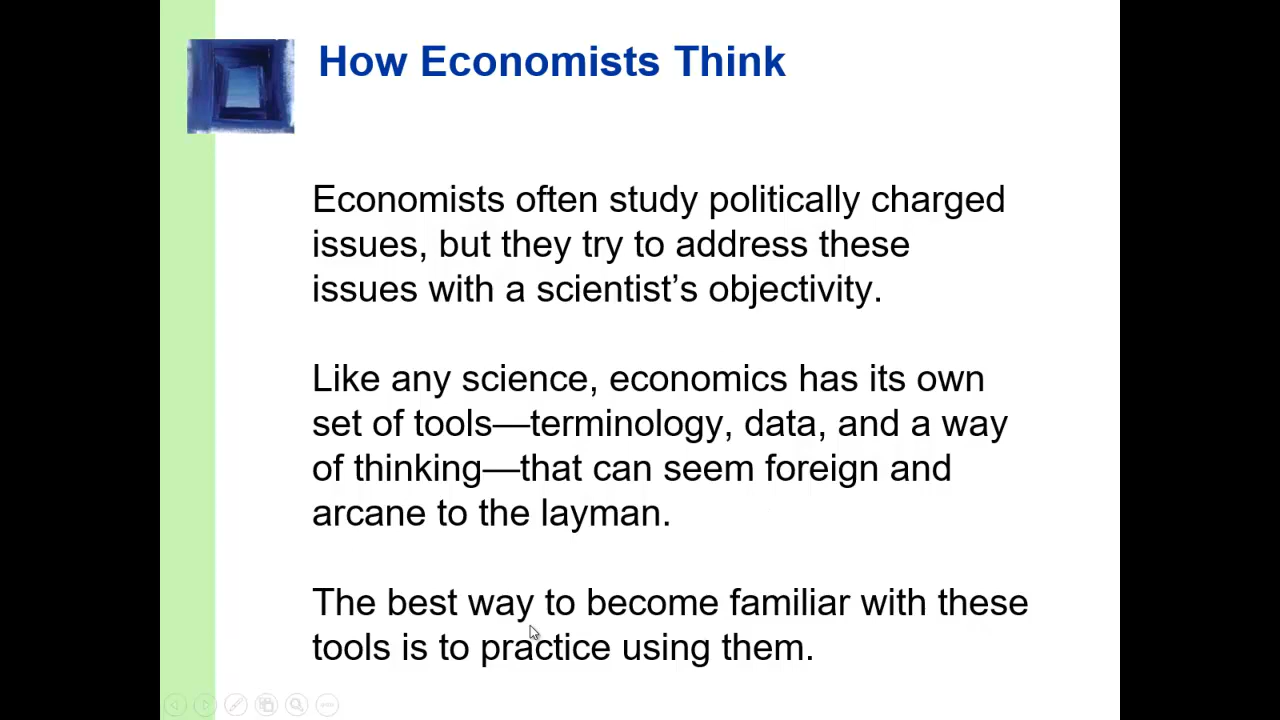 How Economists Think
Economists often study politically charged
issues, but they try to address these
issues with a scientist’s objectivity.
Like any science, economics has its own
set of tools—terminology, data, and a way
of thinking—that can seem foreign and
arcane to the layman.
The best way to become familiar with these
tools is to practice using them.